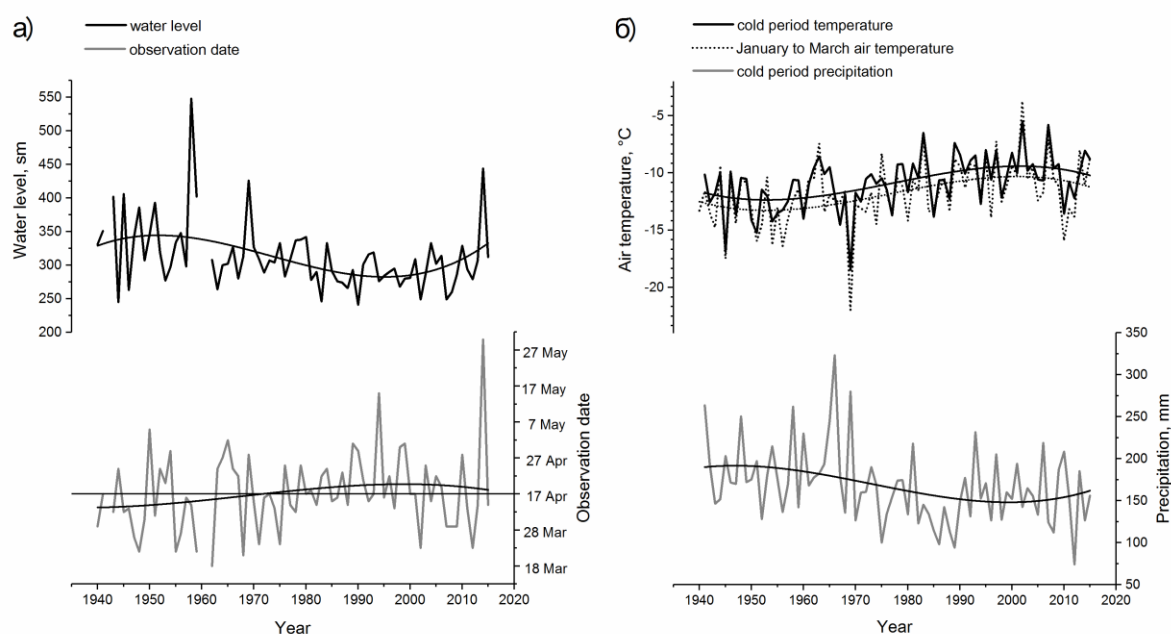 а)
water level
observation date
Water level, sm
550
500
450
400
350
300
250
200
27 May
17 May
7 May
27 Apr
17 Apr
28 Mar
18 Mar
Observation date
1940 1950 1960 1970 1980 1990 2000 2010 2020
Year
б)
cold period temperature
January to March air temperature
cold period precipitation
Air temperature, °C
-5
-10
-15
-20
350
300
250
200
150
100
50
Precipitation, mm
1940 1950 1960 1970 1980 1990 2000 2010 2020
Year